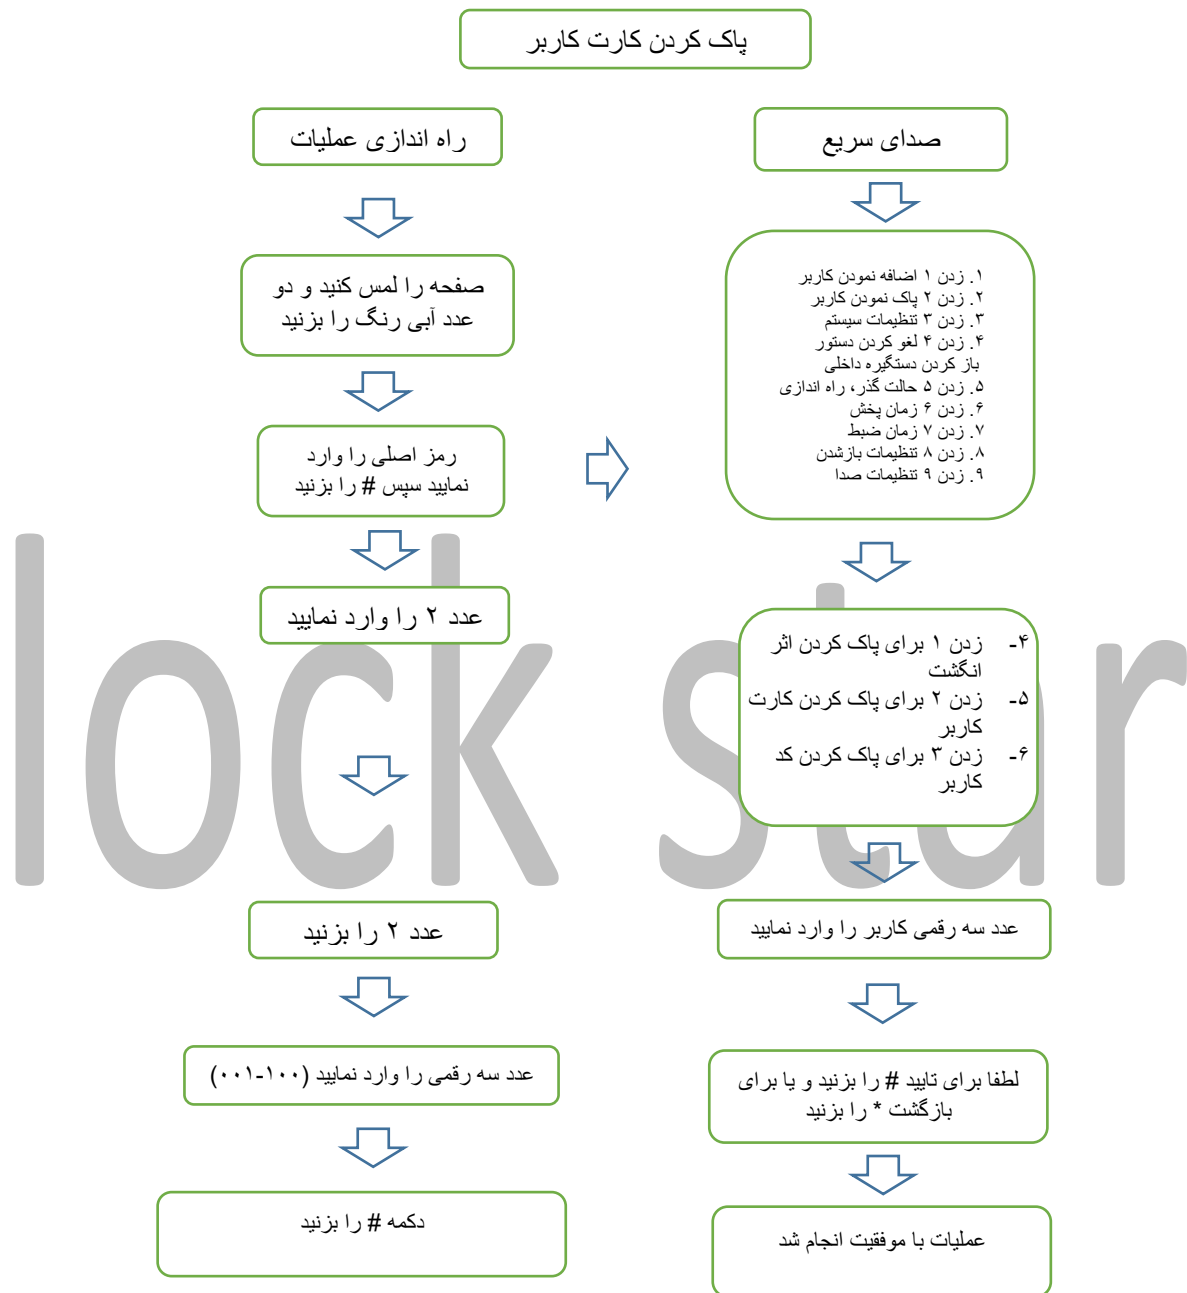 پاک کردن کارت کاربر
صدای سریع
۱. زدن ۱ اضافه نمودن کاربر
۲. زدن ۲ پاک نمودن کاربر
۳. زدن ۳ تنظیمات سیستم
۴. زدن ۴ لغو کردن دستور
باز کردن دستگیره داخلی
۵. زدن ۵ حالت گذر، راه اندازی
۶. زدن ۶ زمان پخش
۷. زدن ۷ زمان ضبط
۸. زدن ۸ تنظیمات بازشدن
۹. زدن ۹ تنظیمات صدا
۴- زدن ۱ برای پاک کردن اثر
انگشت
۵- زدن ۲ برای پاک کردن کارت
کاربر
۶- زدن ۳ برای پاک کردن کد
کاربر
عدد سه رقمی کاربر را وارد نمایید
لطفا برای تایید # را بزنید و یا برای
بازگشت * را بزنید
عملیات با موفقیت انجام شد
راه اندازی عملیات
صفحه را لمس کنید و دو
عدد آبی رنگ را بزنید
رمز اصلی را وارد
نمایید سپس # را بزنید
عدد ۲ را وارد نمایید
عدد ۲ را بزنید
عدد سه رقمی را وارد نمایید (۱۰۰-۰۰۱)
دکمه # را بزنید
lock star